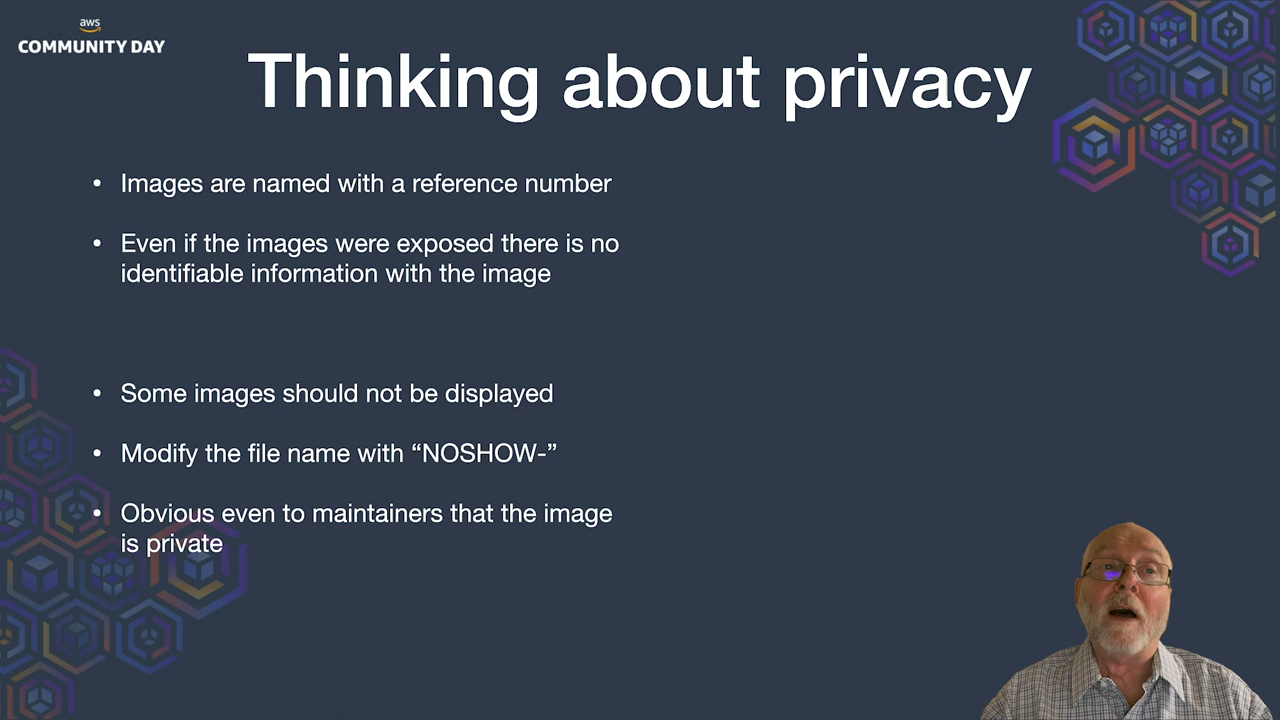 aws
COMMUNITY DAY
Thinking about privacy
• Images are named with a reference number
• Even if the images were exposed there is no
identifiable information with the image
• Some images should not be displayed
• Modify the file name with “NOSHOW-”
• Obvious even to maintainers that the image
is private